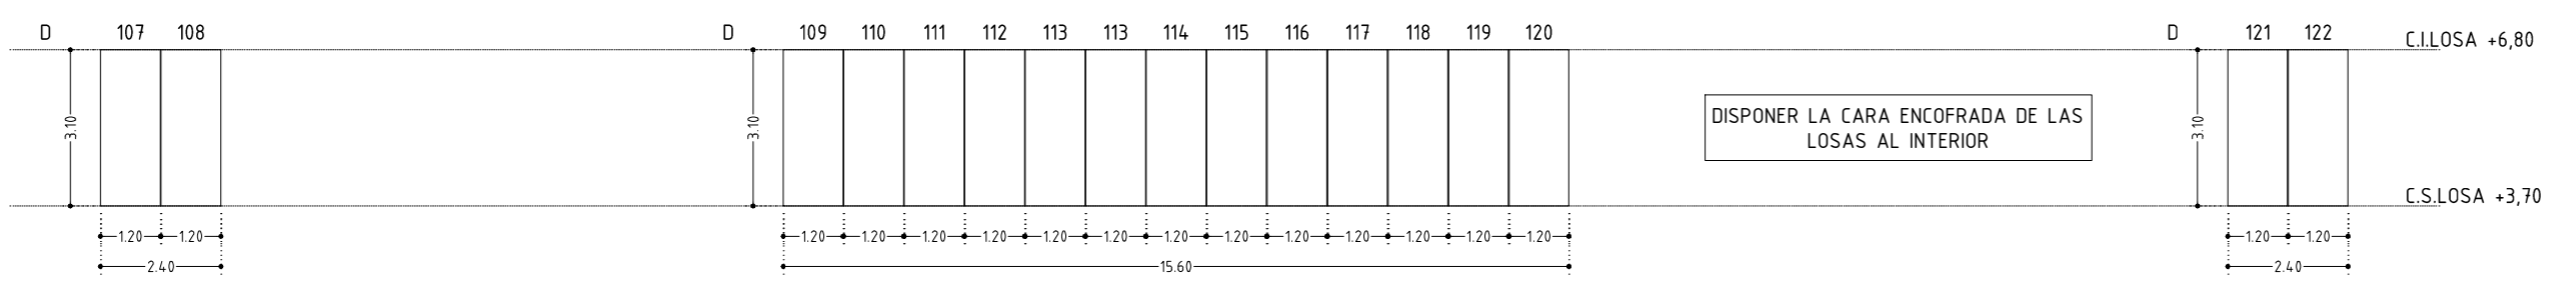 D 107 108 D 109 110 111 112 113 113 114 115 116 117 118 119 120 D 121 122
C.I.LOSA +6,80
3.10 3.10 3.10
DISPONER LA CARA ENCOFRADA DE LAS
LOSAS AL INTERIOR
C.S.LOSA +3,70
1.20 1.20 1.20 1.20 1.20 1.20 1.20 1.20 1.20 1.20 1.20 1.20 1.20 1.20 1.20 1.20 1.20
2.40 15.60 2.40